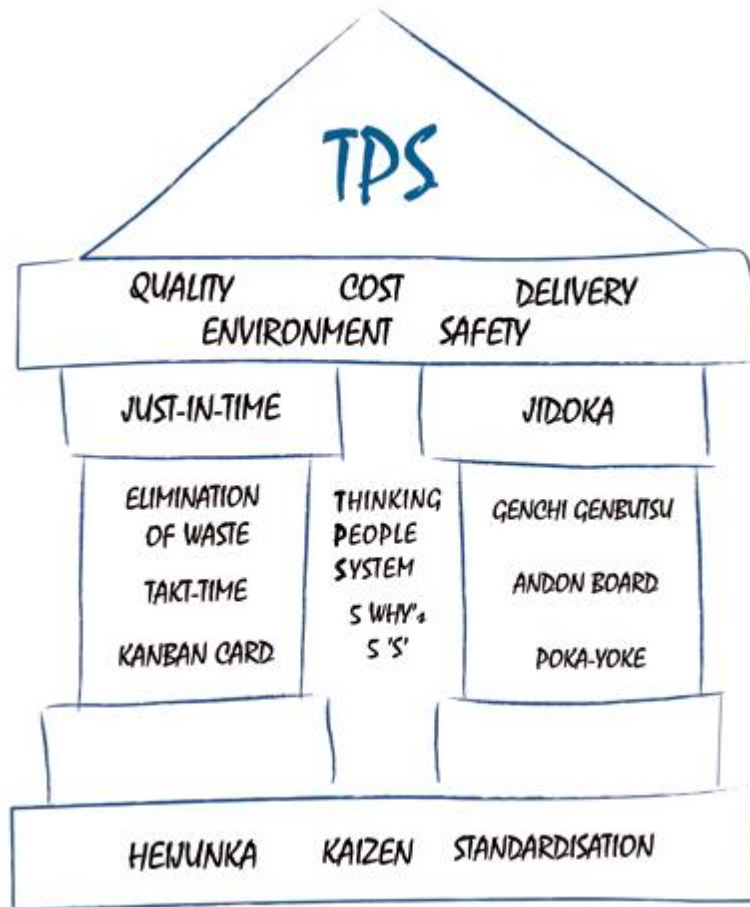 TPS
QUALITY COST DELIVERY
ENVIRONMENT SAFETY
JUST-IN-TIME
JIDOKA
ELIMINATION
OF WASTE
TAKT-TIME
KANBAN CARD
THINKING
PEOPLE
SYSTEM
5 WHY's
5 'S'
GENCHI GENBUTSU
ANDON BOARD
POKA-YOKE
HEIJUNKA KAIZEN STANDARDISATION